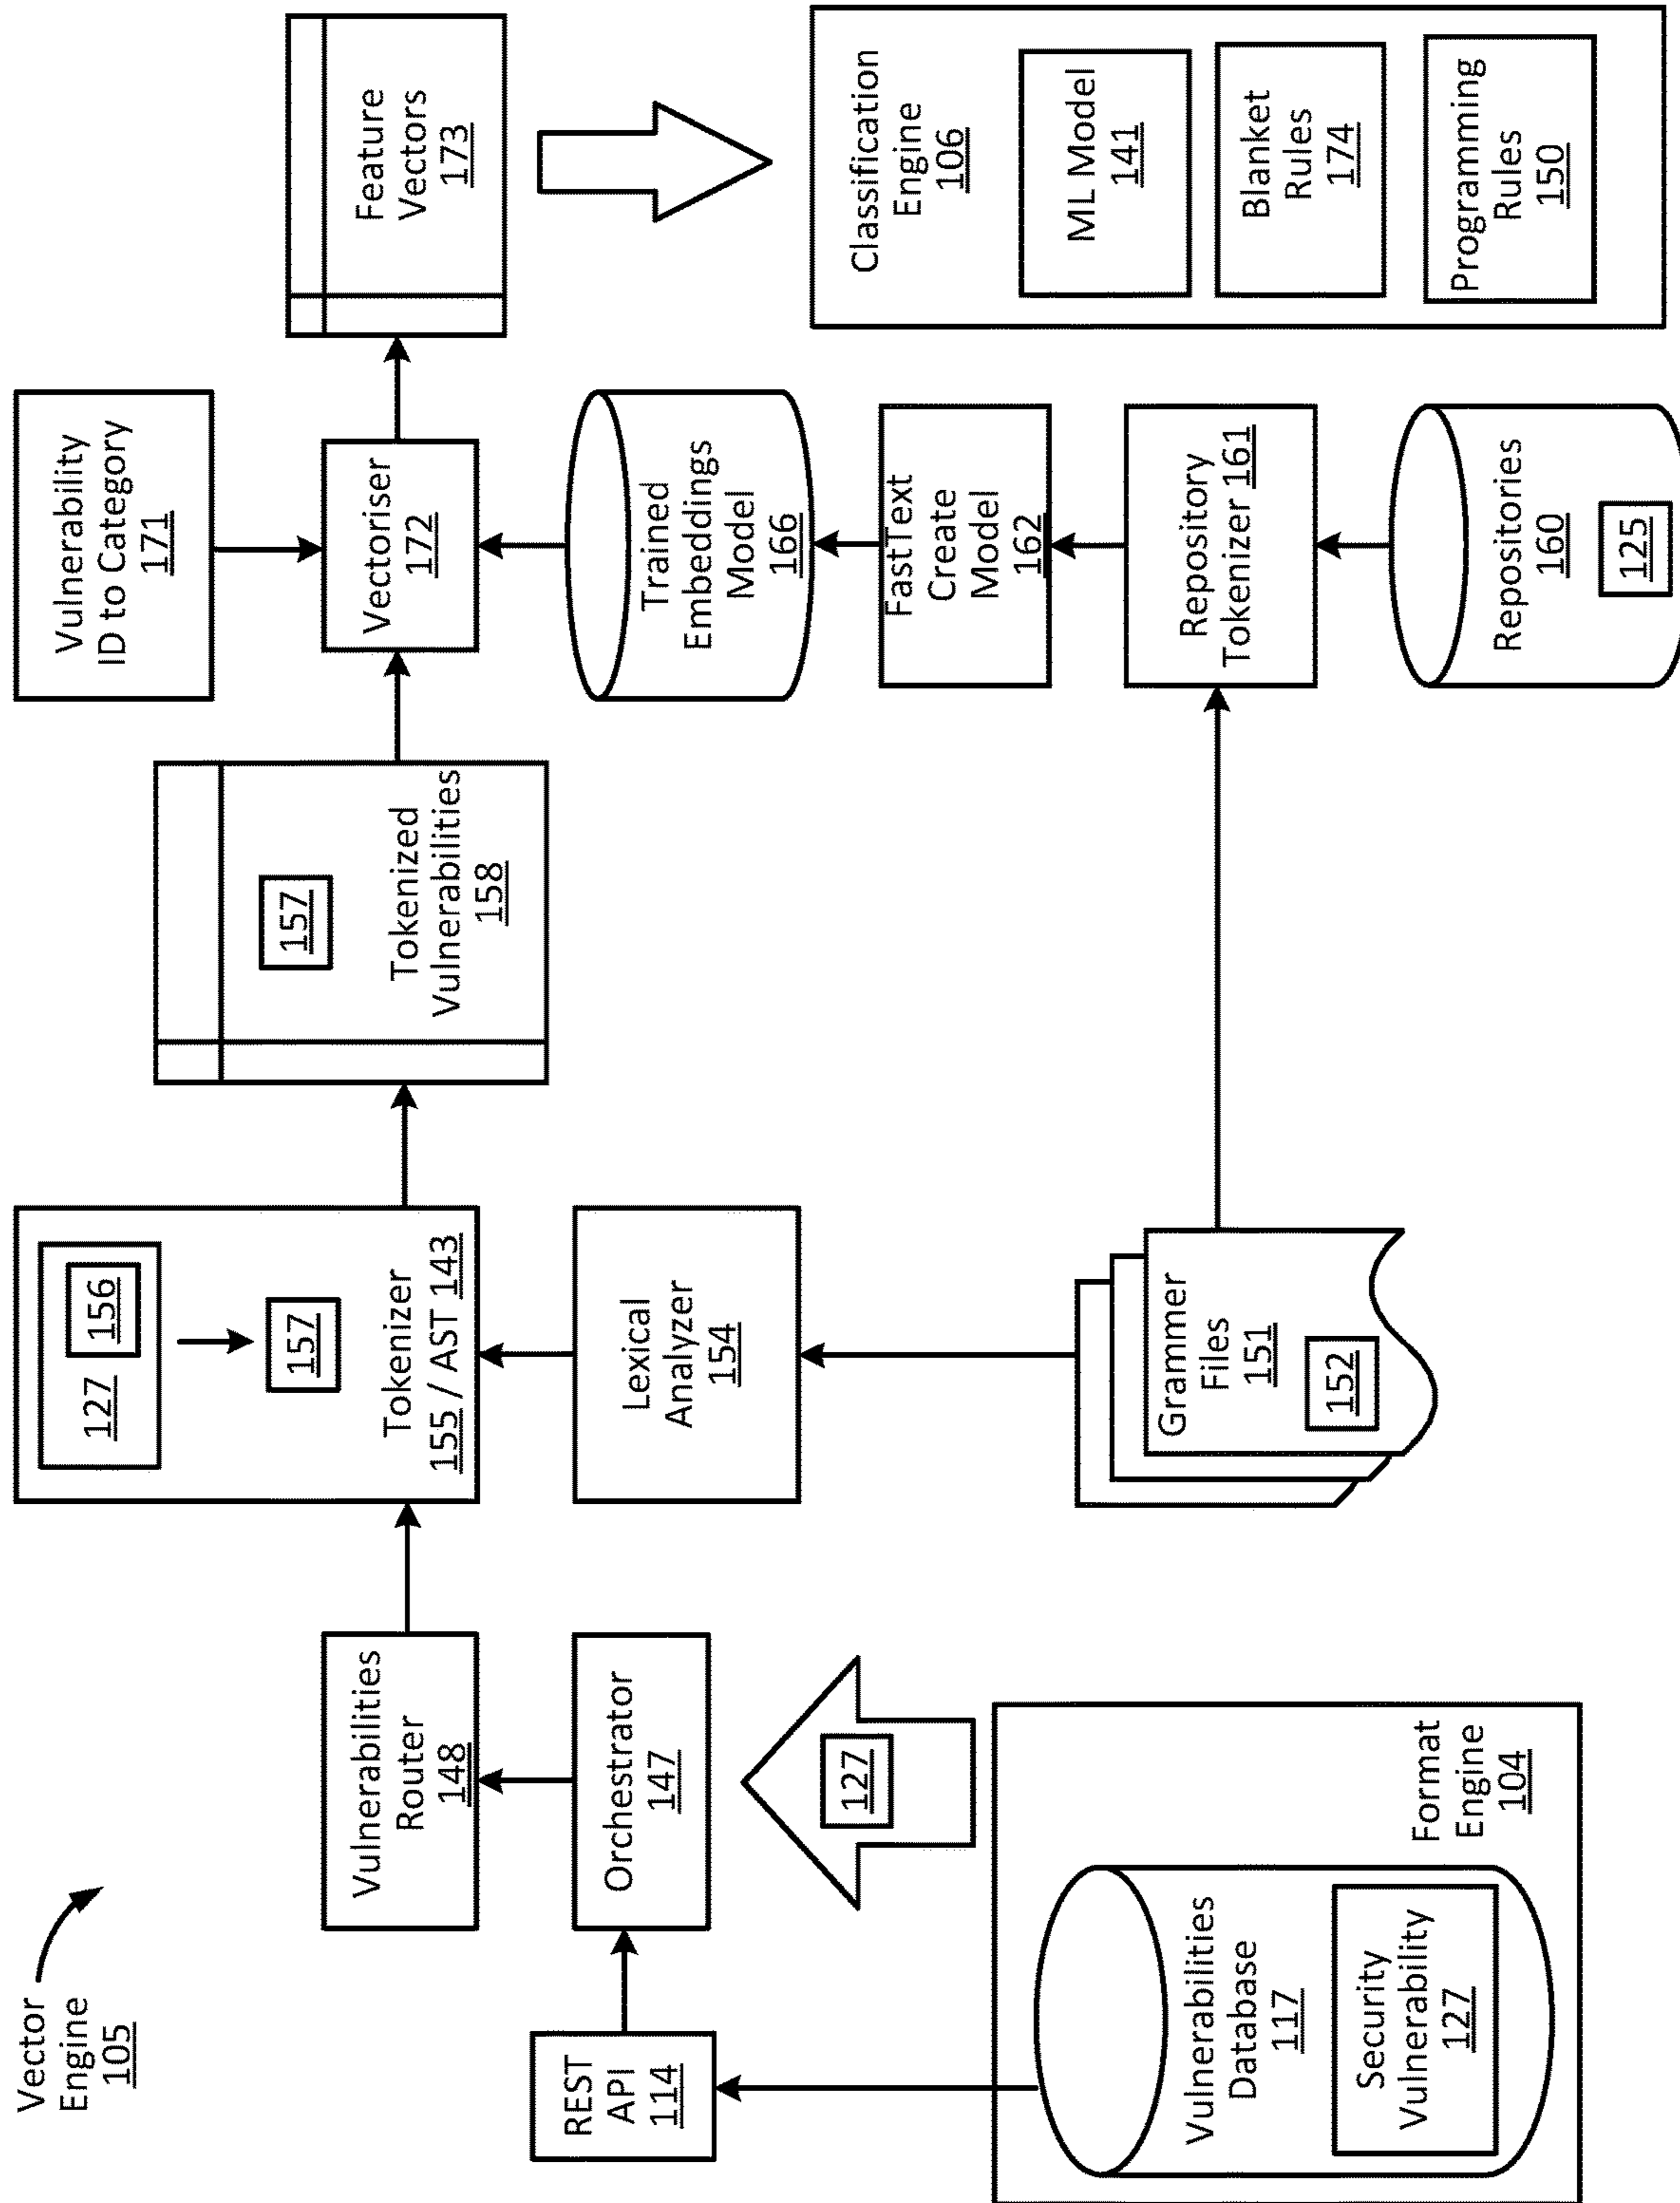 Vector
Engine
105
REST
API
114
Orchestrator
147
Vulnerabilities
Router
148
127
Vulnerabilities
Database
117
Security
Vulnerability
127
Format
Engine
104
127
156
157
Tokenizer
155 / AST 143
Lexical
Analyzer
154
Grammer
Files
151
152
157
Tokenized
Vulnerabilities
158
Vulnerability
ID to Category
171
Vectoriser
172
Trained
Embeddings
Model
166
FastText
Create
Model
162
Repository
Tokenizer 161
Repositories
160
125
Feature
Vectors
173
Classification
Engine
106
ML Model
141
Blanket
Rules
174
Programming
Rules
150